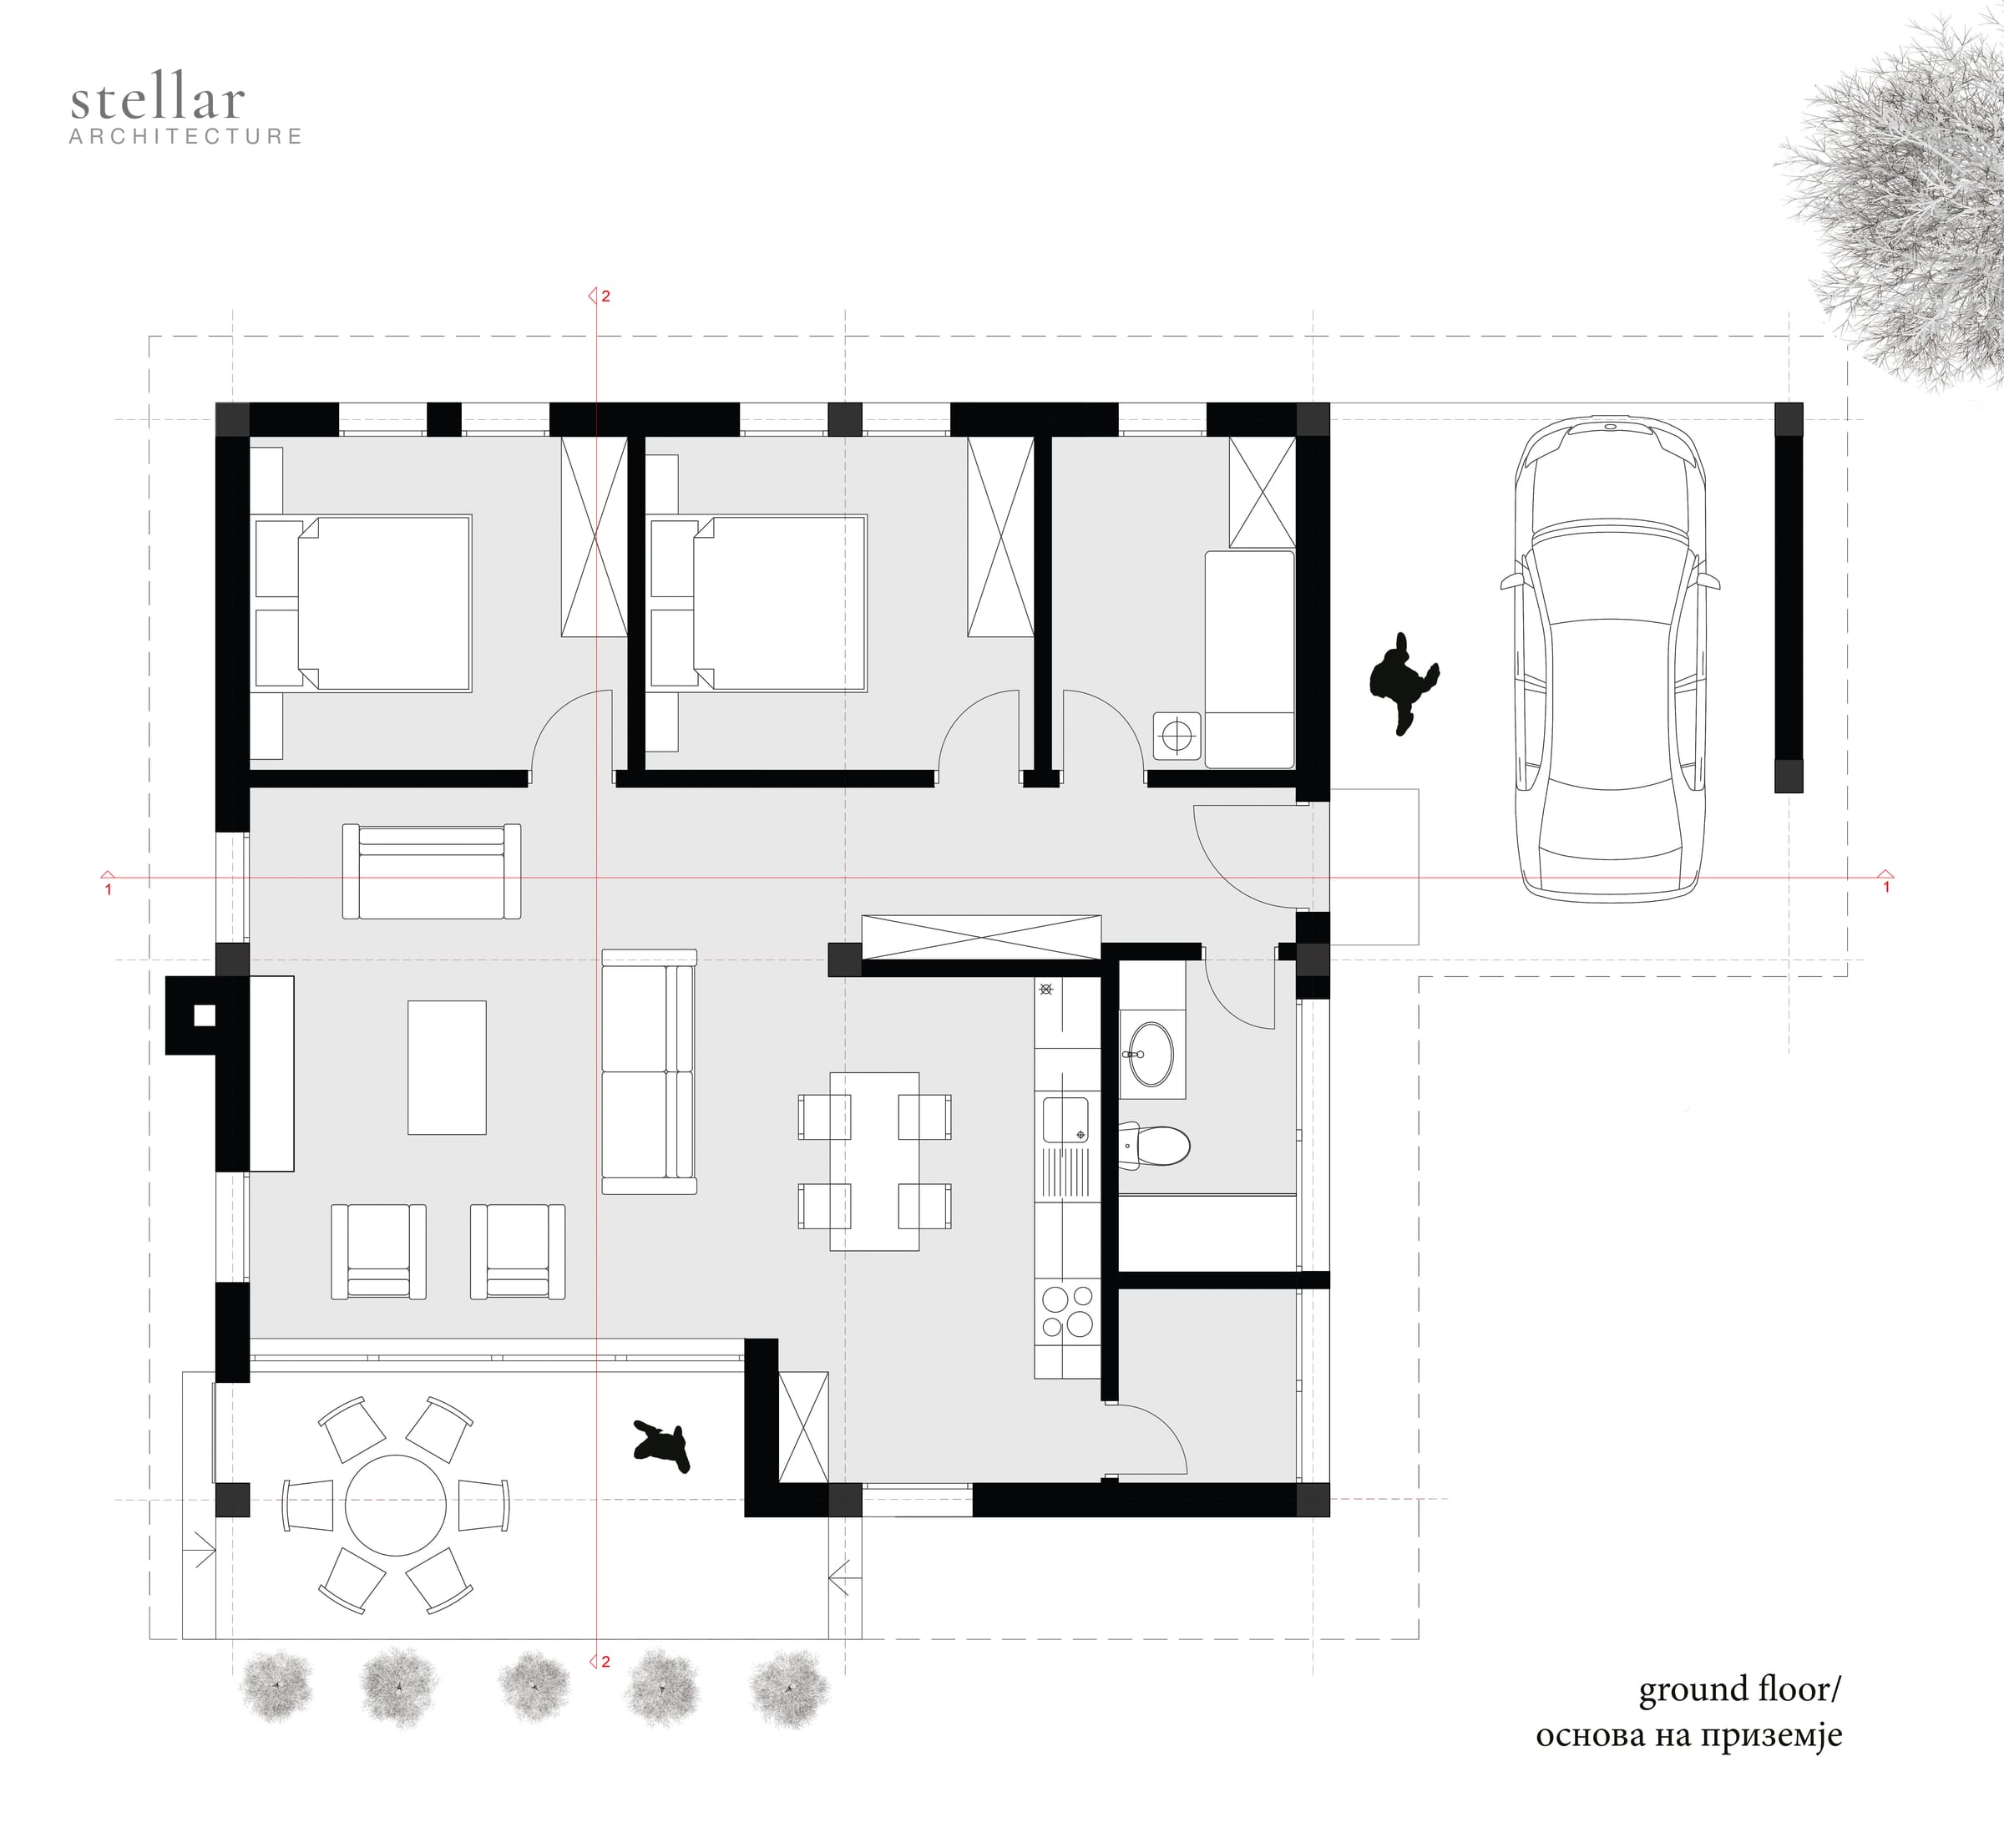 stellar
ARCHITECTURE
2
1
1
2
ground floor/
основа на приземје